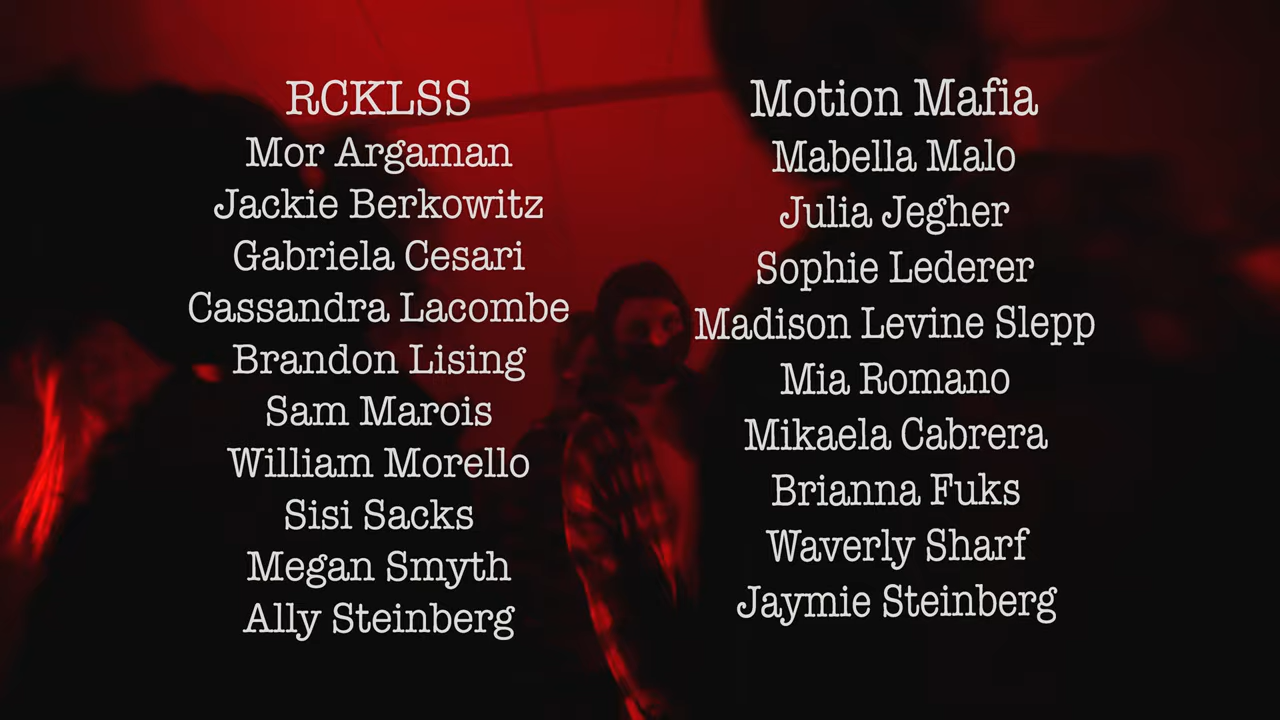 RCKLSS
Mor Argaman
Jackie Berkowitz
Gabriela Cesari
Cassandra Lacombe
Brandon Lising
Sam Marois
William Morello
Sisi Sacks
Megan Smyth
Ally Steinberg
Motion Mafia
Mabella Malo
Julia Jegher
Sophie Lederer
Madison Levine Slepp
Mia Romano
Mikaela Cabrera
Brianna Fuks
Waverly Sharf
Jaymie Steinberg